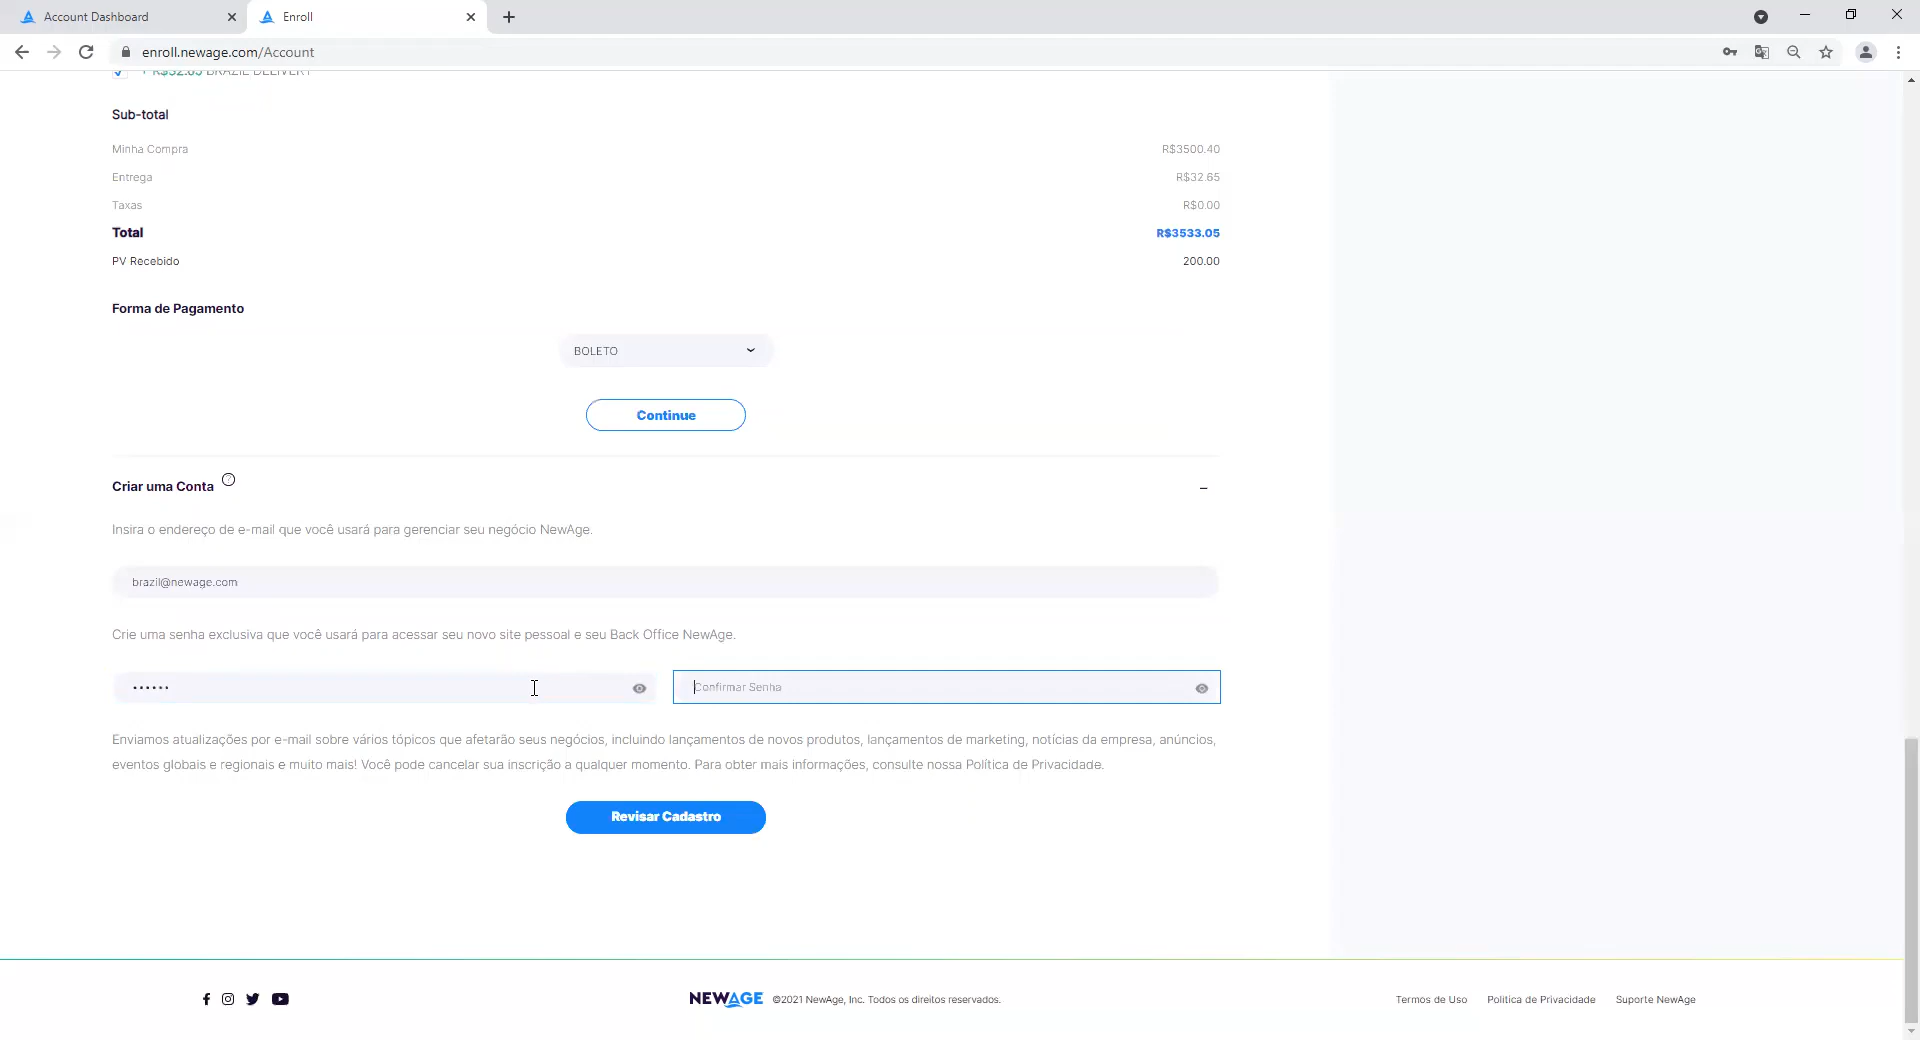 Account Dashboard
Enroll
enroll.newage.com/Account
+ R$32.65 BRAZIL DELIVERY
Sub-total
Minha Compra R$3500.40
Entrega R$32.65
Taxas R$0.00
Total R$3533.05
PV Recebido 200.00
Forma de Pagamento
BOLETO
Continue
Criar uma Conta ?
Insira o endereço de e-mail que você usará para gerenciar seu negócio NewAge.
brazil@newage.com
Crie uma senha exclusiva que você usará para acessar seu novo site pessoal e seu Back Office NewAge.
•••••• Confirmar Senha
Enviamos atualizações por e-mail sobre vários tópicos que afetarão seus negócios, incluindo lançamentos de novos produtos, lançamentos de marketing, notícias da empresa, anúncios,
eventos globais e regionais e muito mais! Você pode cancelar sua inscrição a qualquer momento. Para obter mais informações, consulte nossa Política de Privacidade.
Revisar Cadastro
NEWAGE ©2021 NewAge, Inc. Todos os direitos reservados. Termos de Uso Politica de Privacidade Suporte NewAge